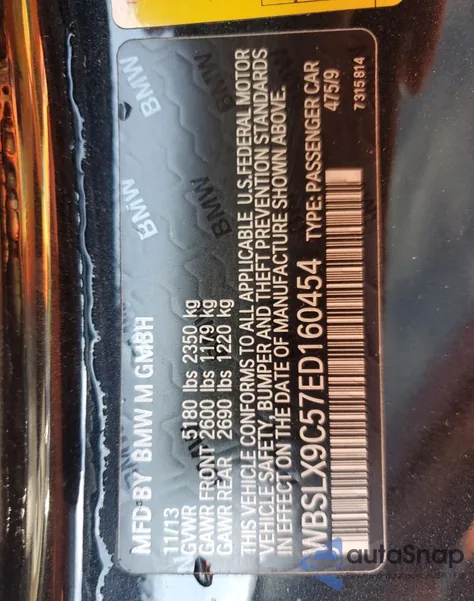 MFD BY BMW M GMBH
11/13
GVWR 5180 lbs 2350 kg
GAWR FRONT 2600 lbs 1179 kg
GAWR REAR 2690 lbs 1220 kg
THIS VEHICLE CONFORMS TO ALL APPLICABLE U.S.FEDERAL MOTOR
VEHICLE SAFETY, BUMPER AND THEFT PREVENTION STANDARDS
IN EFFECT ON THE DATE OF MANUFACTURE SHOWN ABOVE.
WBSLX9C57ED160454 TYPE: PASSENGER CAR
475/9
7315814
BMW
BMW
BMW
BMW
BMW
autoSnap